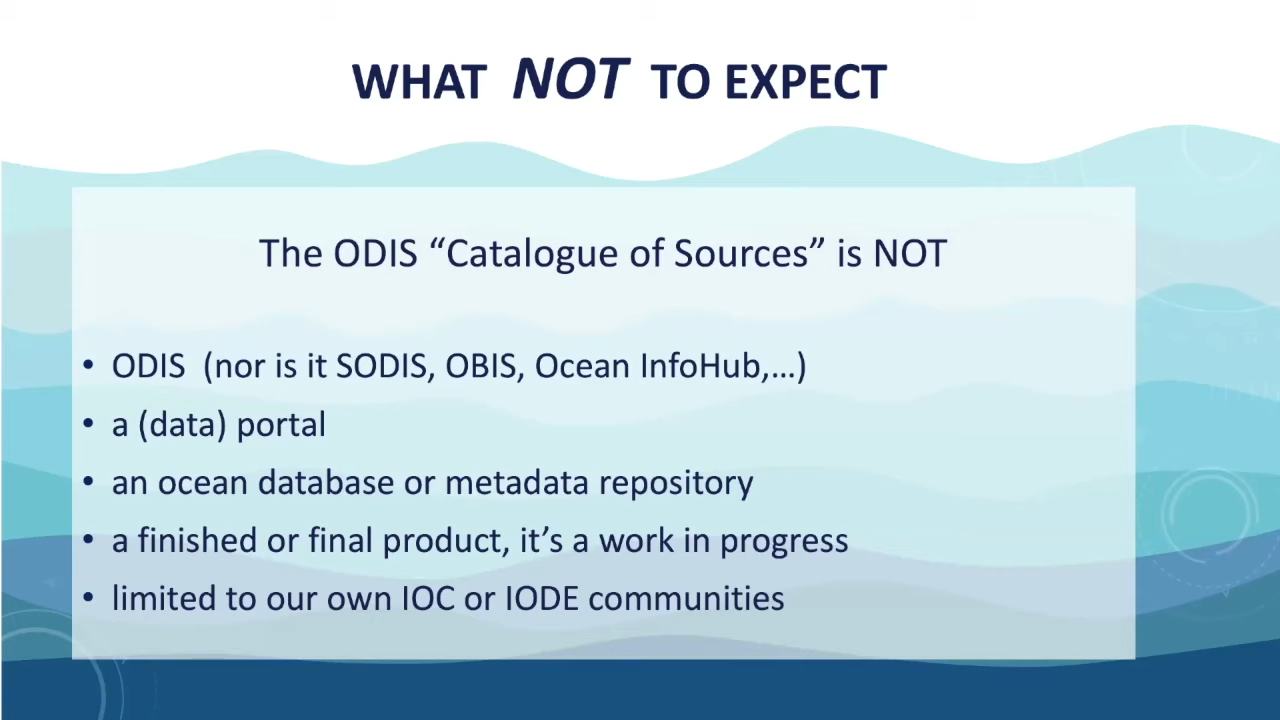 WHAT NOT TO EXPECT
The ODIS “Catalogue of Sources” is NOT
• ODIS (nor is it SODIS, OBIS, Ocean InfoHub,...)
• a (data) portal
• an ocean database or metadata repository
• a finished or final product, it’s a work in progress
• limited to our own IOC or IODE communities